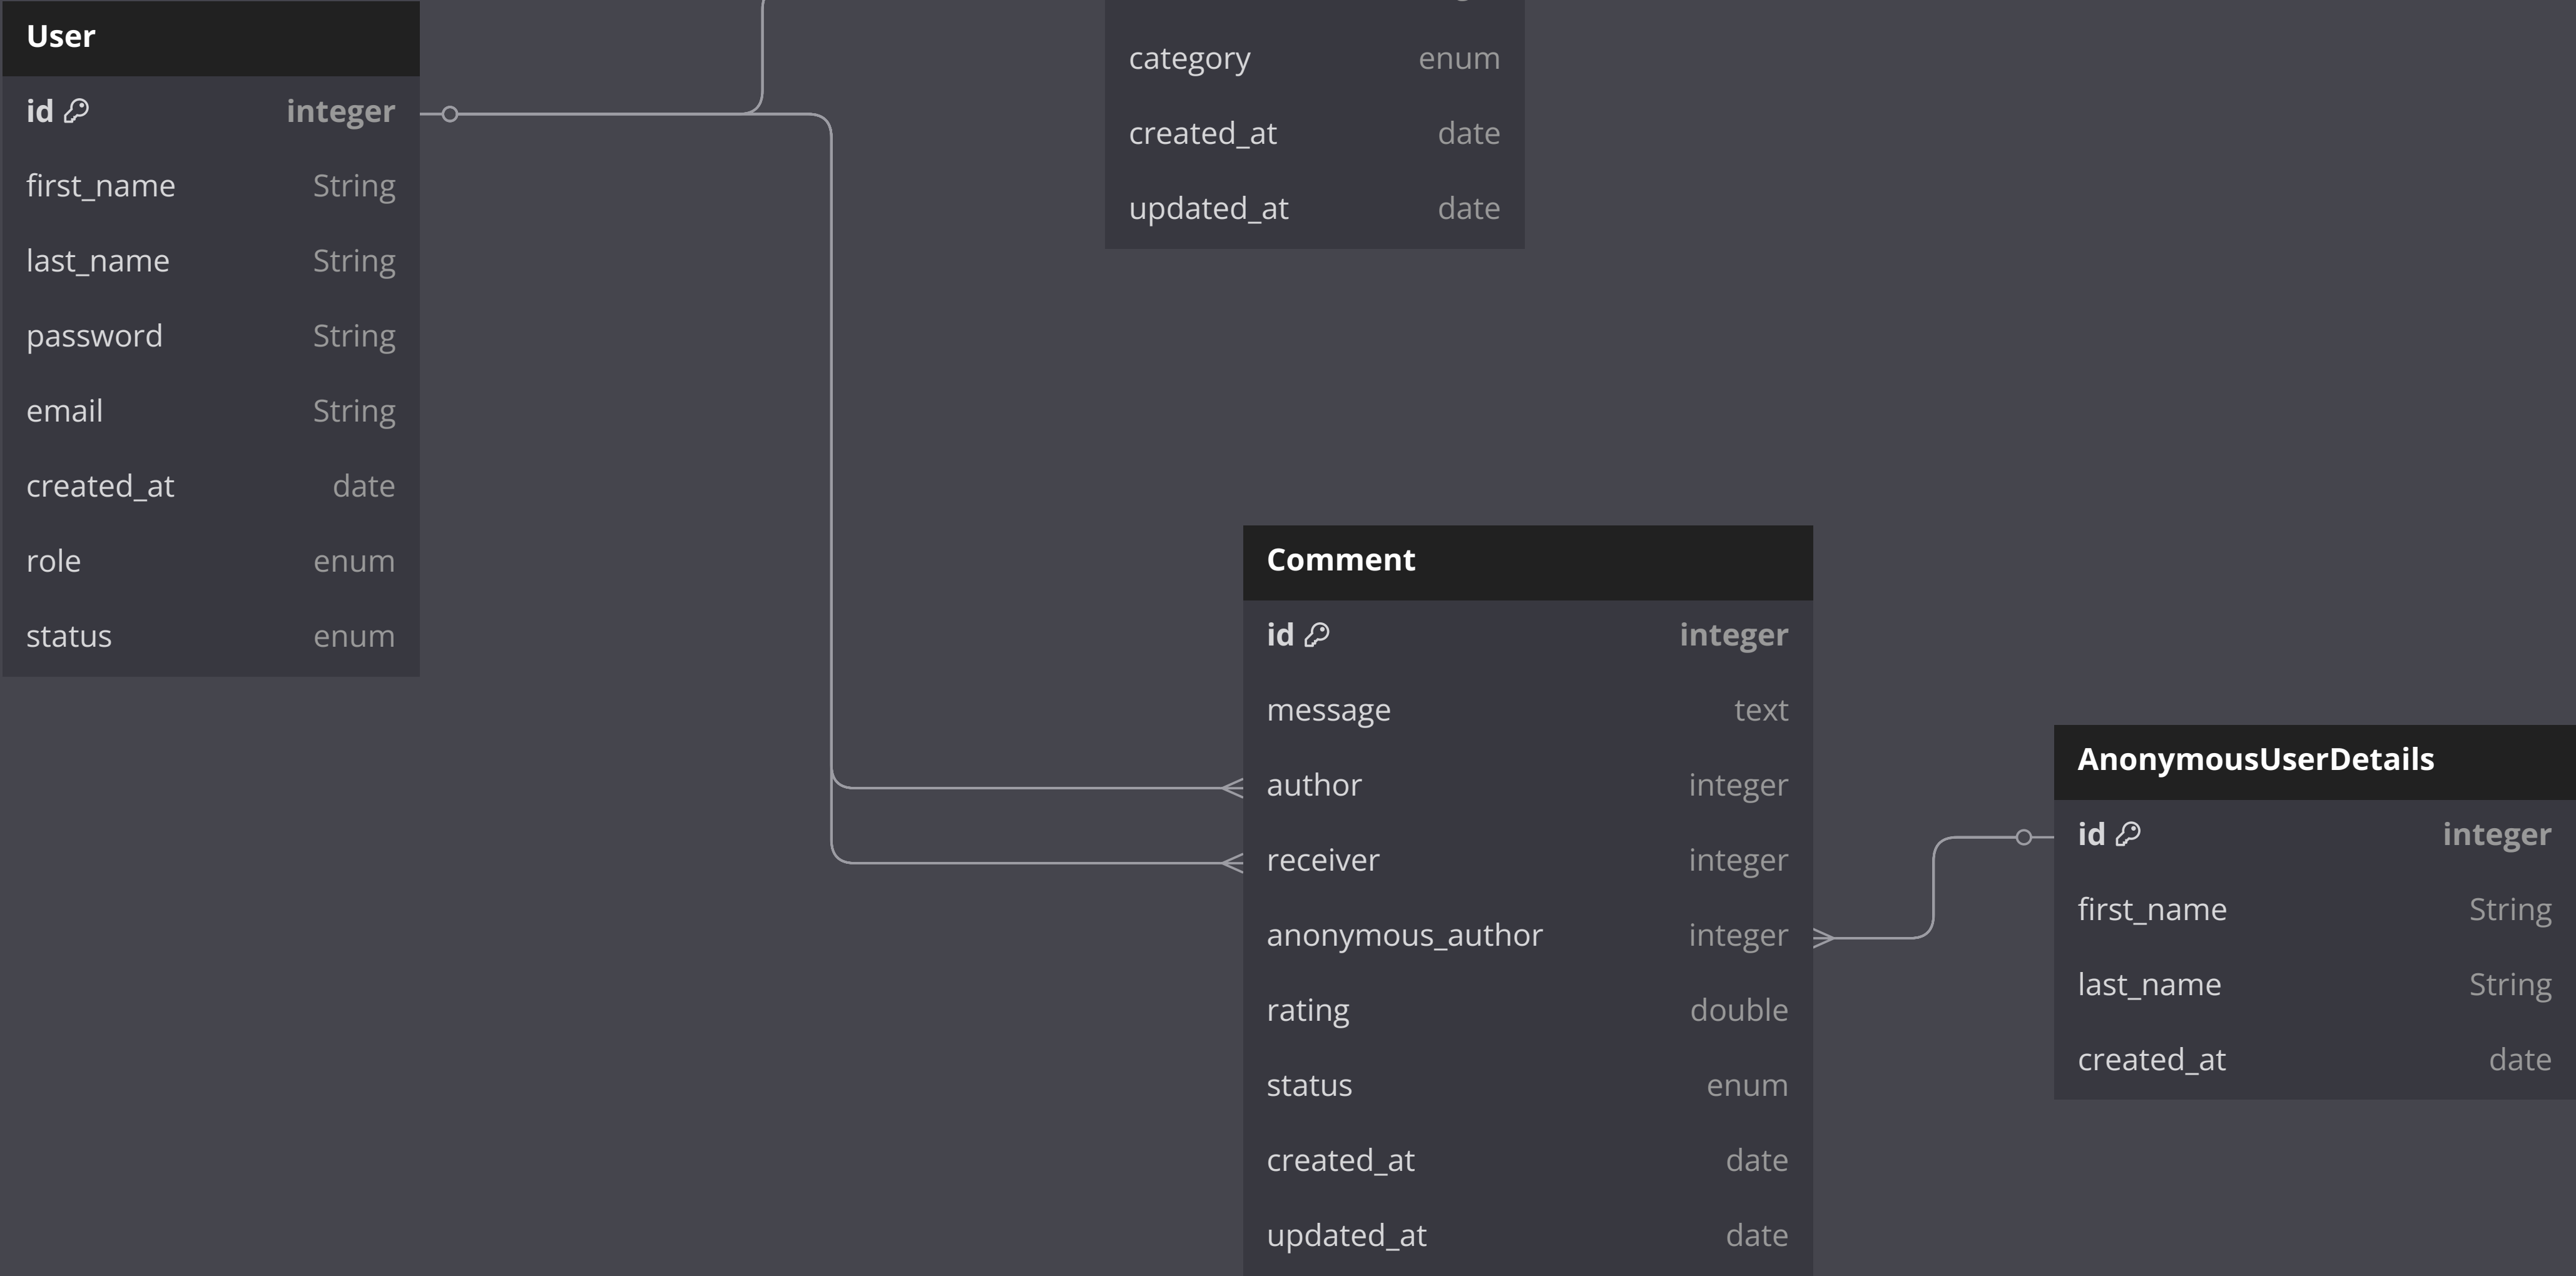 User
id integer
first_name String
last_name String
password String
email String
created_at date
role enum
status enum
category enum
created_at date
updated_at date
Comment
id integer
message text
author integer
receiver integer
anonymous_author integer
rating double
status enum
created_at date
updated_at date
AnonymousUserDetails
id integer
first_name String
last_name String
created_at date